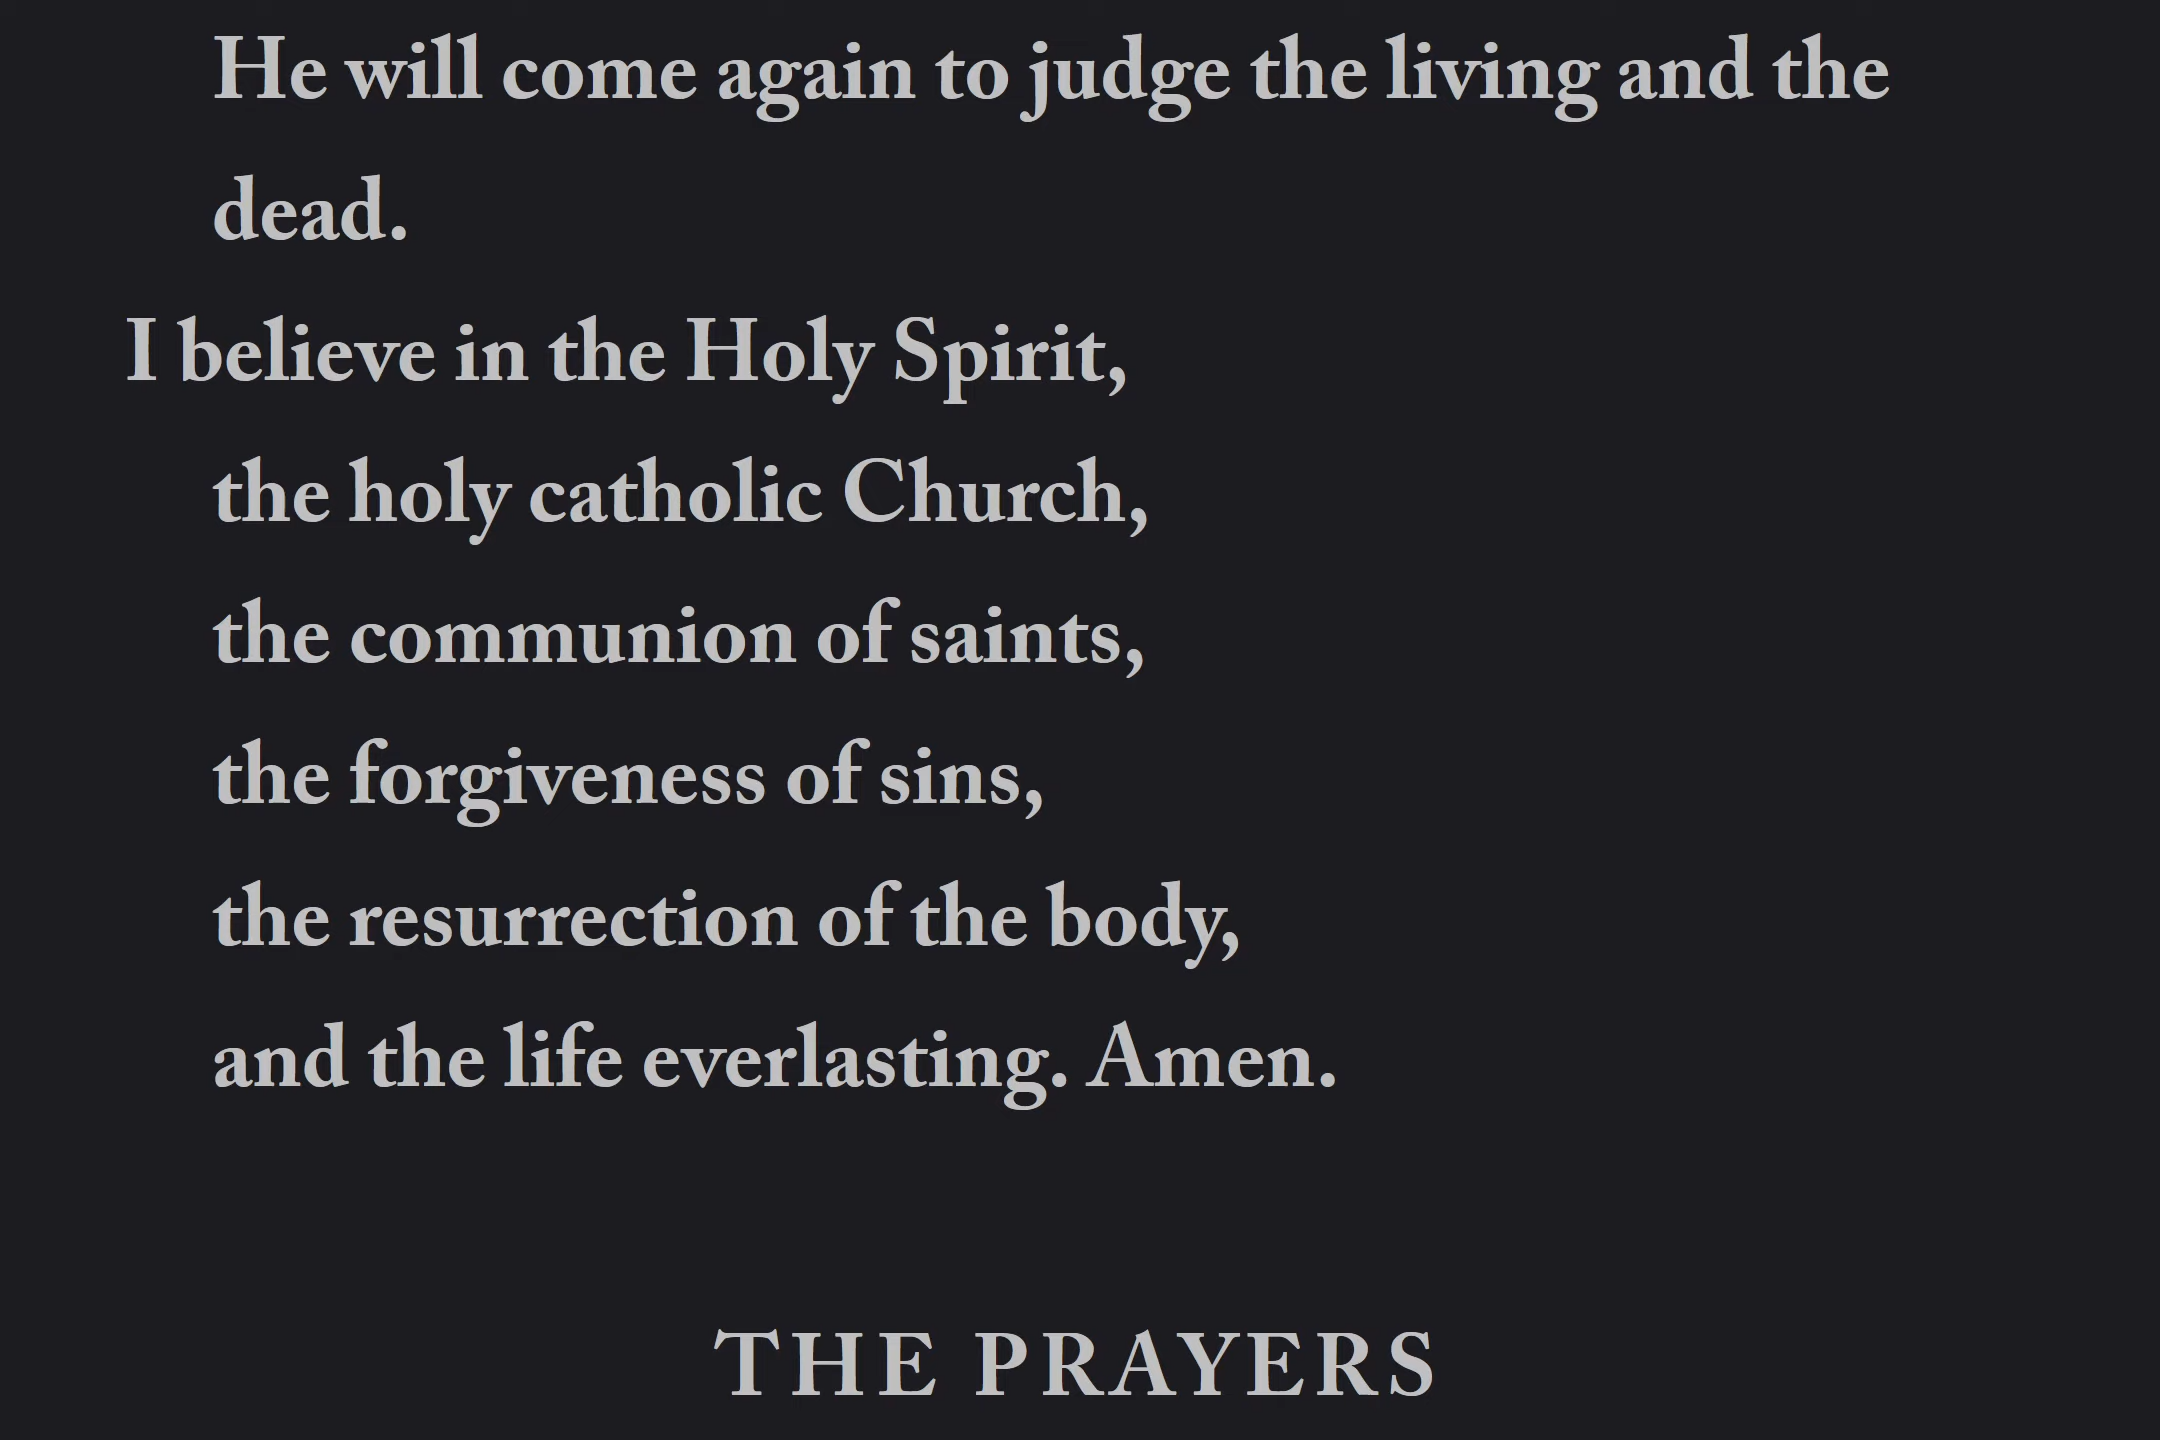 He will come again to judge the living and the
dead.
I believe in the Holy Spirit,
the holy catholic Church,
the communion of saints,
the forgiveness of sins,
the resurrection of the body,
and the life everlasting. Amen.
THE PRAYERS